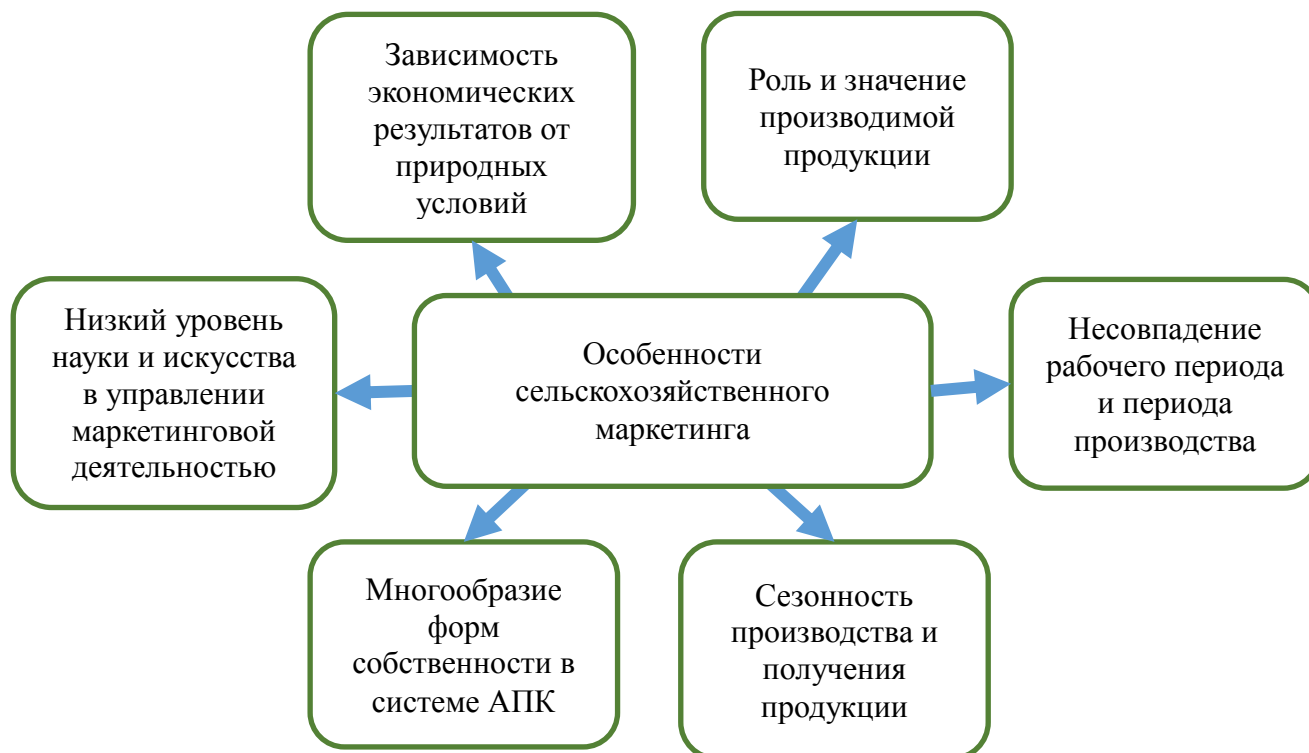 Зависимость
экономических
результатов от
природных
условий
Роль и значение
производимой
продукции
Низкий уровень
науки и искусства
в управлении
маркетинговой
деятельностью
Особенности
сельскохозяйственного
маркетинга
Несовпадение
рабочего периода
и периода
производства
Многообразие
форм
собственности в
системе АПК
Сезонность
производства и
получения
продукции